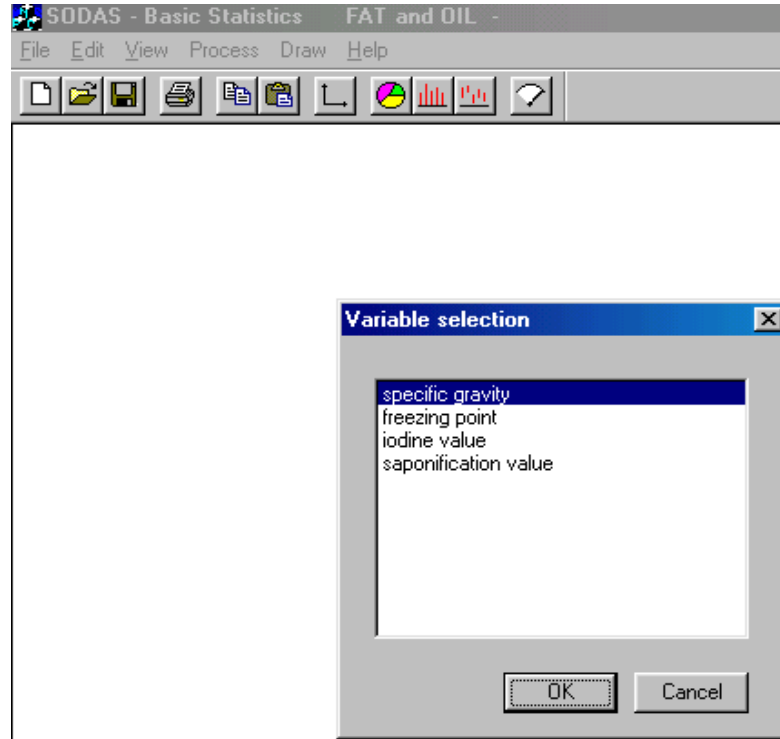 SODAS - Basic Statistics FAT and OIL -
File Edit View Process Draw Help
Variable selection
specific gravity
freezing point
iodine value
saponification value
OK Cancel